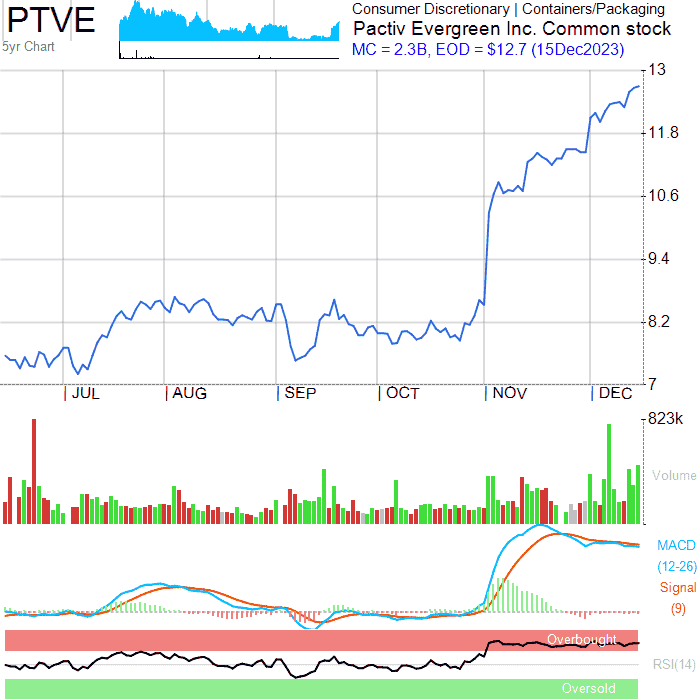 PTVE
5yr Chart
Consumer Discretionary | Containers/Packaging
Pactiv Evergreen Inc. Common stock
MC = 2.3B, EOD = $12.7 (15Dec2023)
13
11.8
10.6
9.4
8.2
7
JUL AUG SEP OCT NOV DEC
823k
Volume
MACD
(12-26)
Signal
(9)
Overbought
RSI(14)
Oversold